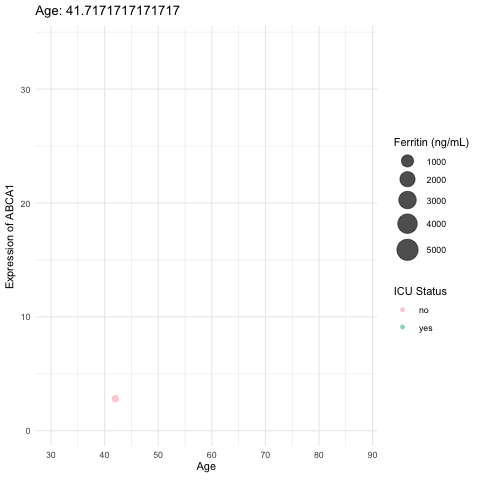 Age: 41.7171717171717
30
20
10
0
Expression of ABCA1
30 40 50 60 70 80 90
Age
Ferritin (ng/mL)
1000
2000
3000
4000
5000
ICU Status
no
yes